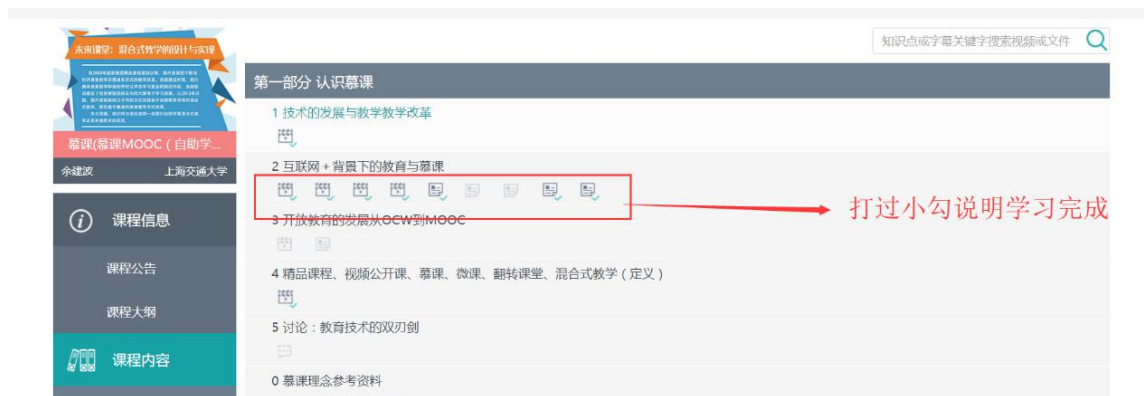 知识点或字幕关键字搜索视频或文件
未来课堂：混合式教学的设计与实现
慕课(慕课MOOC（自助学...
余建波 上海交通大学
课程信息
课程公告
课程大纲
课程内容
第一部分 认识慕课
1 技术的发展与教学教学改革
2 互联网+背景下的教育与慕课
打过小勾说明学习完成
3 开放教育的发展从OCW到MOOC
4 精品课程、视频公开课、慕课、微课、翻转课堂、混合式教学（定义）
5 讨论：教育技术的双刃剑
0 慕课理念参考资料